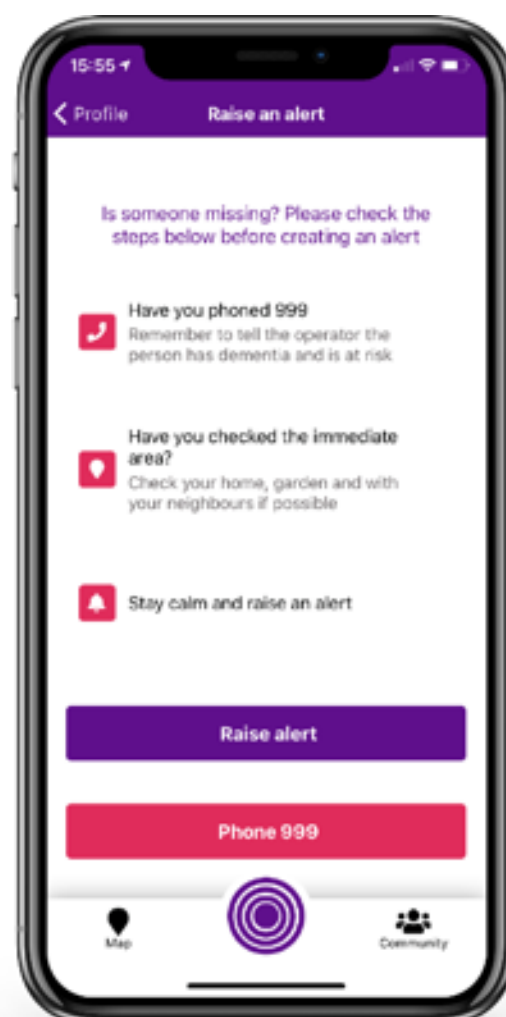 15:55
Profile
Raise an alert
Is someone missing? Please check the
steps below before creating an alert
Have you phoned 999
Remember to tell the operator the
person has dementia and is at risk
Have you checked the immediate
area?
Check your home, garden and with
your neighbours if possible
Stay calm and raise an alert
Raise alert
Phone 999
Map
Community